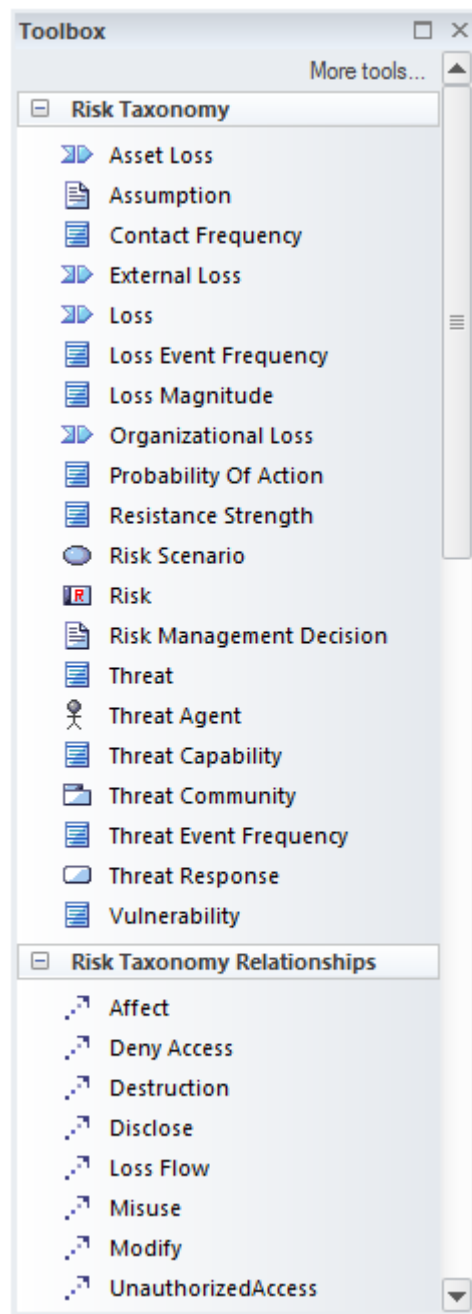 Toolbox
More tools...
Risk Taxonomy
Asset Loss
Assumption
Contact Frequency
External Loss
Loss
Loss Event Frequency
Loss Magnitude
Organizational Loss
Probability Of Action
Resistance Strength
Risk Scenario
R Risk
Risk Management Decision
Threat
Threat Agent
Threat Capability
Threat Community
Threat Event Frequency
Threat Response
Vulnerability
Risk Taxonomy Relationships
Affect
Deny Access
Destruction
Disclose
Loss Flow
Misuse
Modify
UnauthorizedAccess